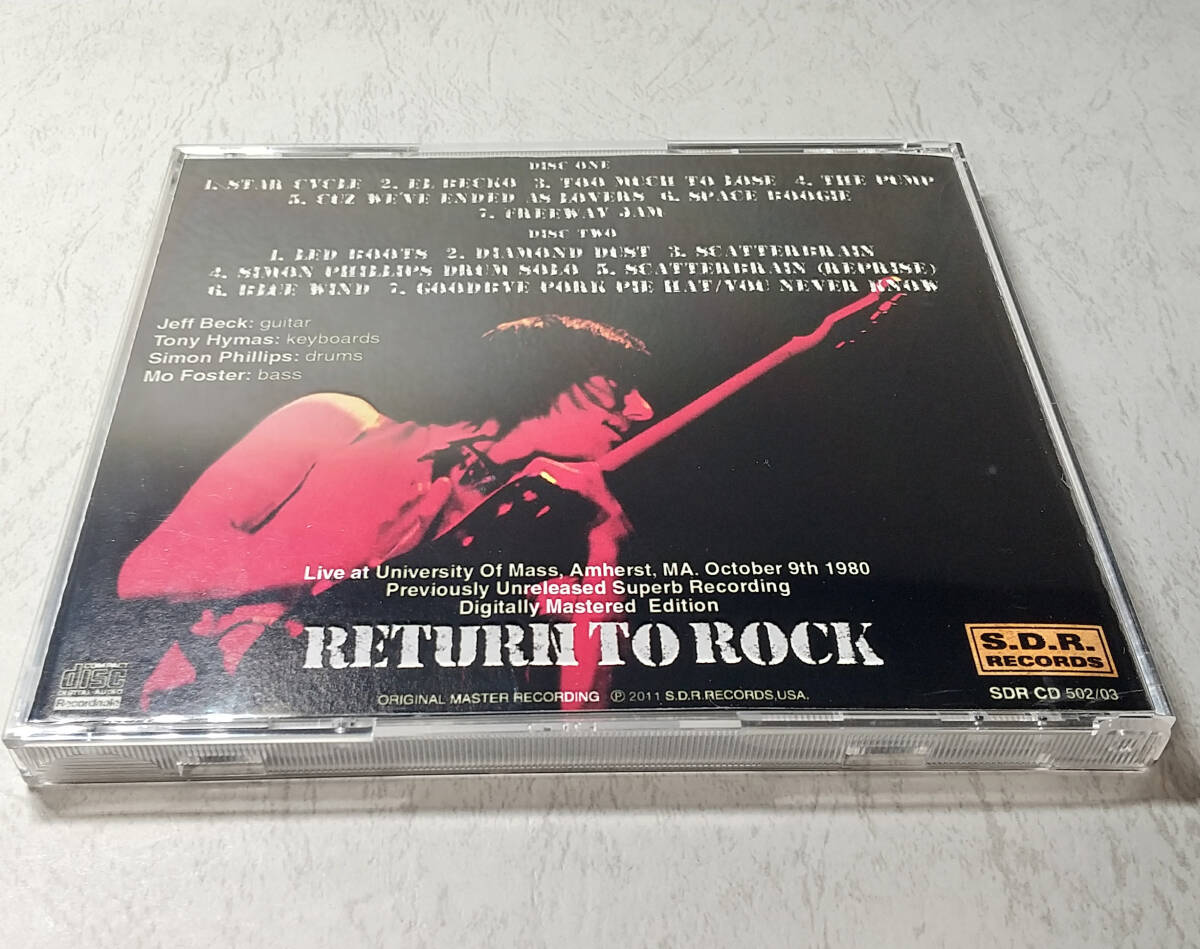 DISC ONE
1. STAR CYCLE 2. EL BECKO 3. TOO MUCH TO LOSE 4. THE PUMP
5. CUZ WE'VE ENDED AS LOVERS 6. SPACE BOOGIE
7. FREEWAY JAM
DISC TWO
1. LED BOOTS 2. DIAMOND DUST 3. SCATTERBRAIN
4. SIMON PHILLIPS DRUM SOLO 5. SCATTERBRAIN (REPRISE)
6. BLUE WIND 7. GOODBYE PORK PIE HAT/YOU NEVER KNOW
Jeff Beck: guitar
Tony Hymas: keyboards
Simon Phillips: drums
Mo Foster: bass
Live at University Of Mass, Amherst, MA. October 9th 1980
Previously Unreleased Superb Recording
Digitally Mastered Edition
RETURN TO ROCK
COMPACT
disc
DIGITAL AUDIO
Recordable
ORIGINAL MASTER RECORDING ℗ 2011 S.D.R.RECORDS,USA.
S.D.R.
RECORDS
SDR CD 502/03